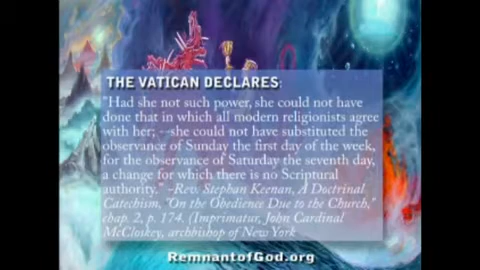 THE VATICAN DECLARES:
"Had she not such power, she could not have
done that in which all modern religionists agree
with her; --she could not have substituted the
observance of Sunday the first day of the week,
for the observance of Saturday the seventh day,
a change for which there is no Scriptural
authority." -Rev. Stephan Keenan, A Doctrinal
Catechism, "On the Obedience Due to the Church,"
chap. 2, p. 174. (Imprimatur, John Cardinal
McCloskey, archbishop of New York
RemnantofGod.org